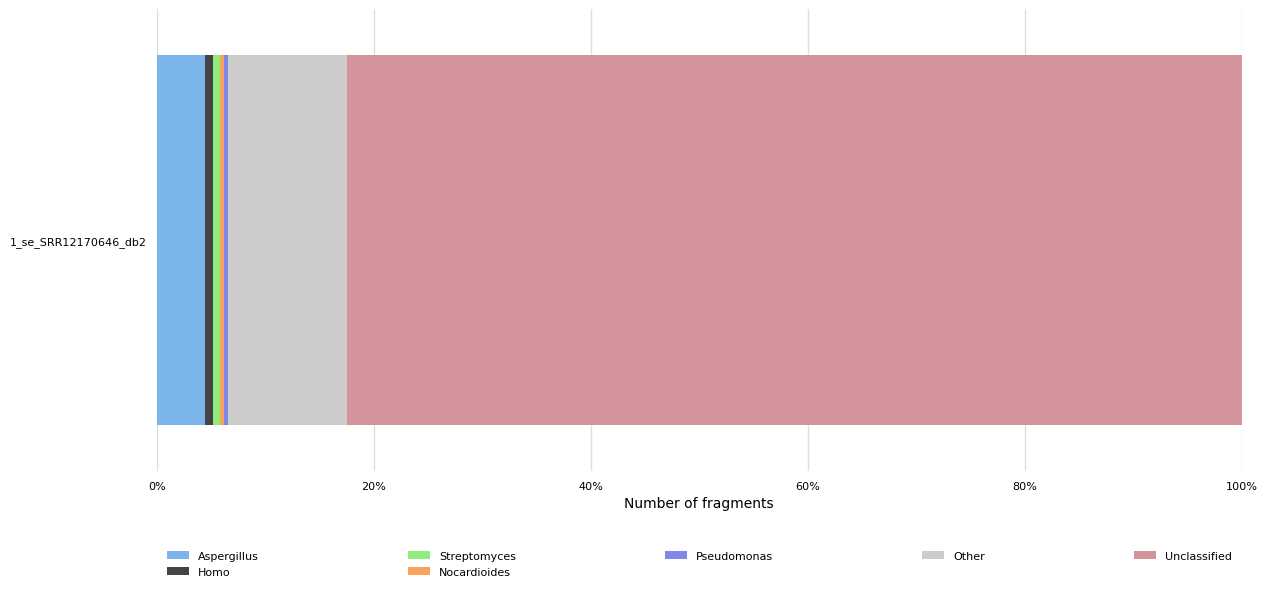 1_se_SRR12170646_db2
0% 20% 40% 60% 80% 100%
Number of fragments
Aspergillus Streptomyces Pseudomonas Other Unclassified
Homo Nocardioides